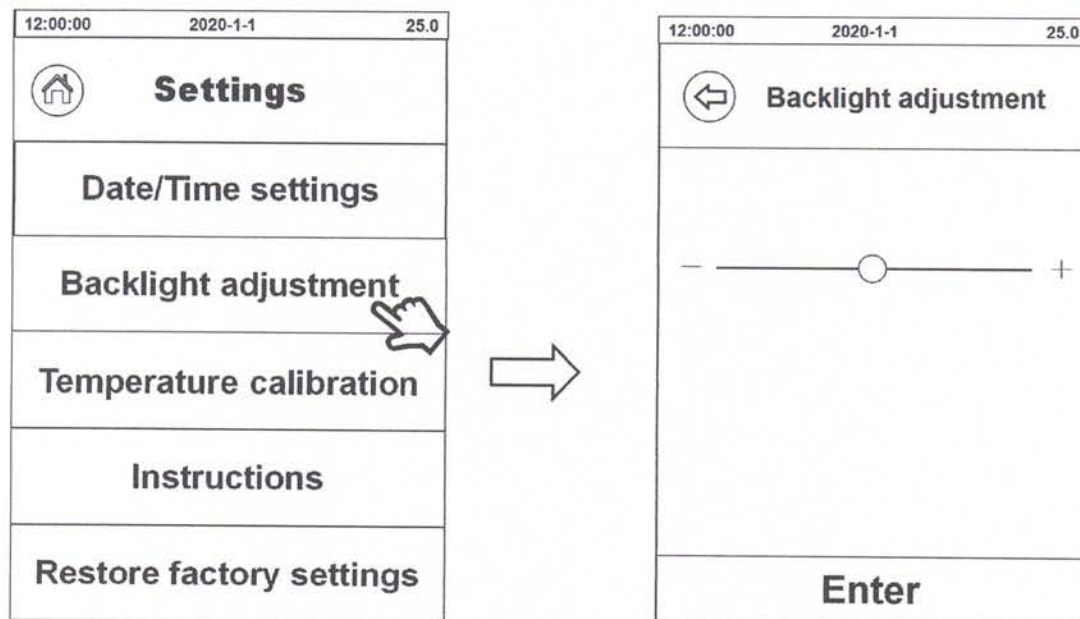 12:00:00 2020-1-1 25.0
Settings
Date/Time settings
Backlight adjustment
Temperature calibration
Instructions
Restore factory settings
12:00:00 2020-1-1 25.0
Backlight adjustment
− +
Enter